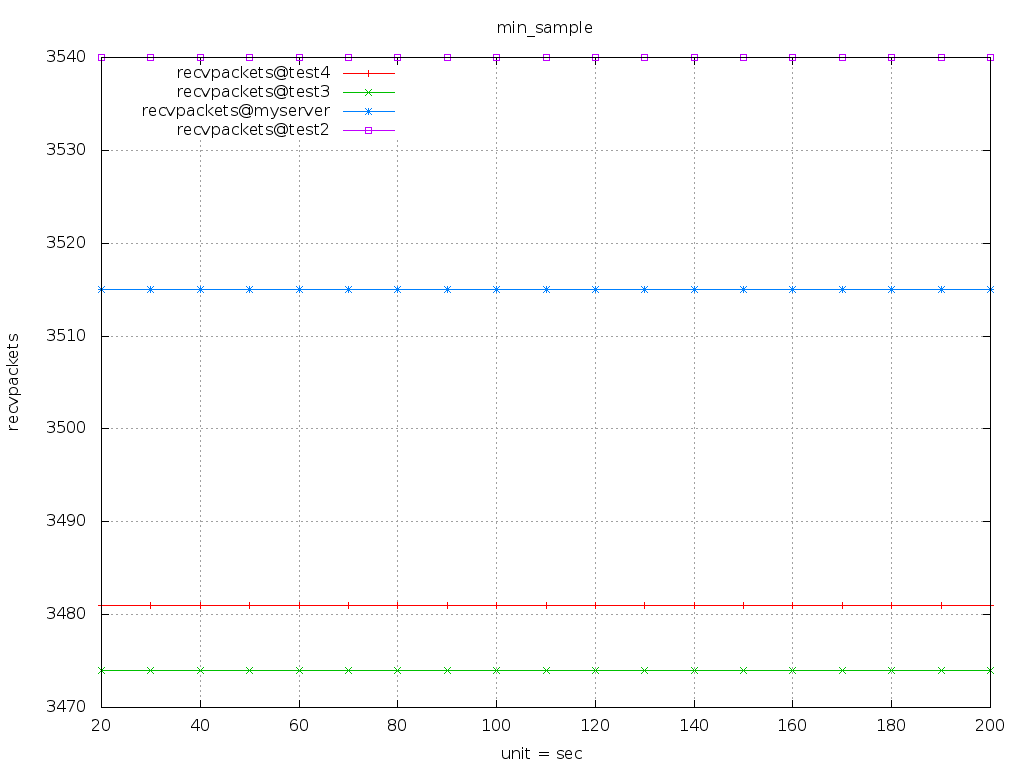 min_sample
3540
recvpackets@test4
recvpackets@test3
recvpackets@myserver
recvpackets@test2
3530
3520
3510
recvpackets
3500
3490
3480
3470
20 40 60 80 100 120 140 160 180 200
unit = sec